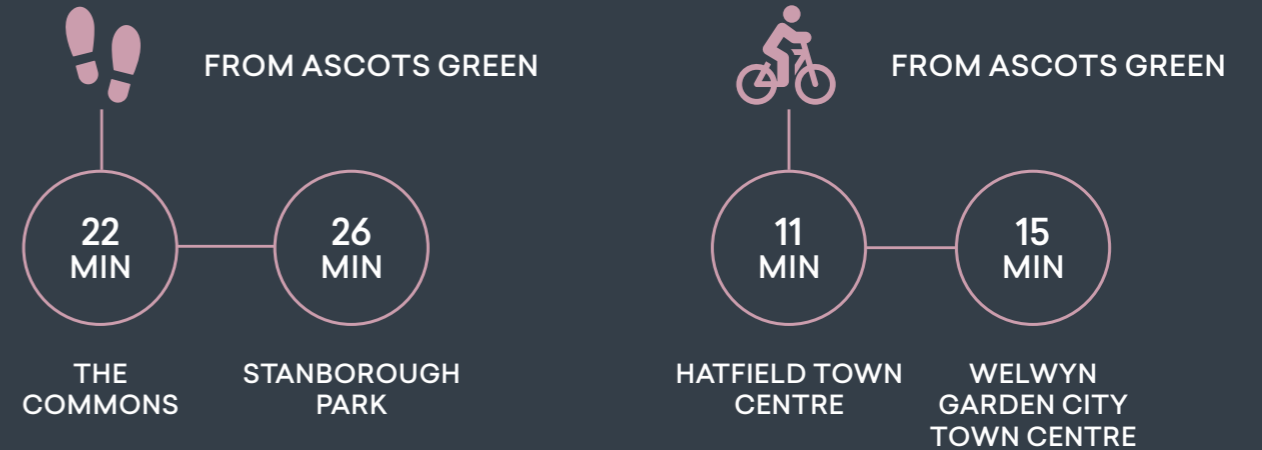 FROM ASCOTS GREEN
22
MIN
26
MIN
THE
COMMONS
STANBOROUGH
PARK
FROM ASCOTS GREEN
11
MIN
15
MIN
HATFIELD TOWN
CENTRE
WELWYN
GARDEN CITY
TOWN CENTRE